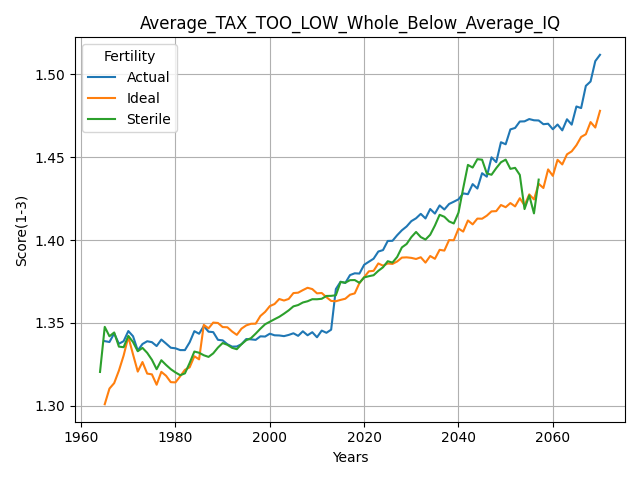 Average_TAX_TOO_LOW_Whole_Below_Average_IQ
Fertility
Actual
Ideal
Sterile
Score(1-3)
1.50
1.45
1.40
1.35
1.30
1960
1980
2000
2020
2040
2060
Years